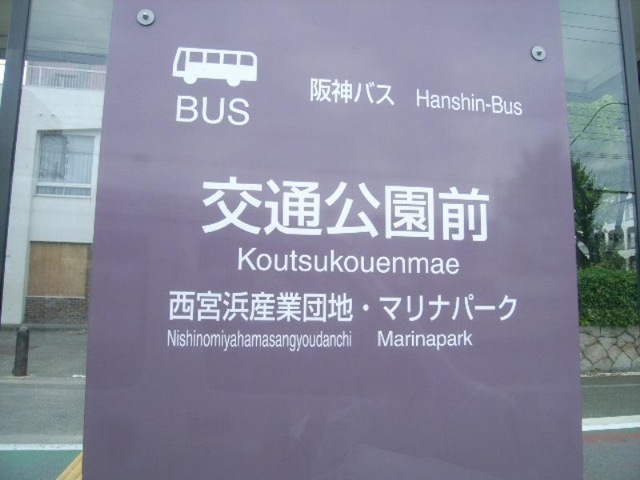 BUS
阪神バス Hanshin-Bus
交通公園前
Koutsukouenmae
西宮浜産業団地・マリナパーク
Nishinomiyahamasangyoudanchi Marinapark